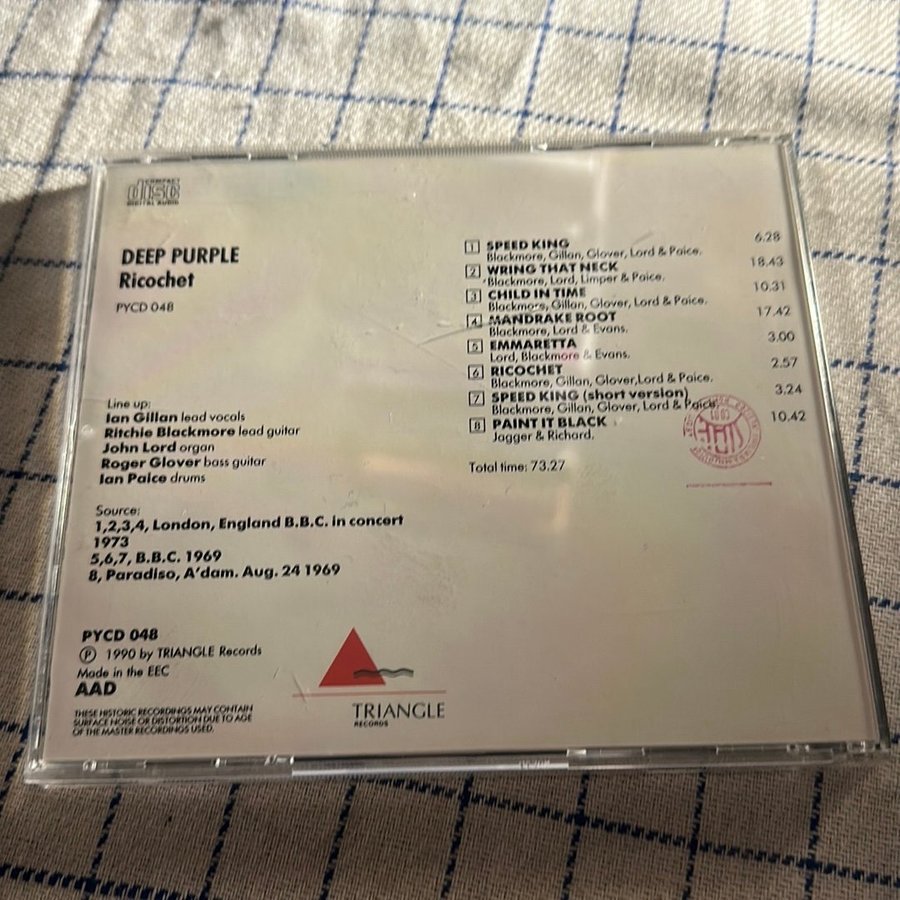 COMPACT
disc
DIGITAL AUDIO
DEEP PURPLE
Ricochet
PYCD 048
Line up:
Ian Gillan lead vocals
Ritchie Blackmore lead guitar
John Lord organ
Roger Glover bass guitar
Ian Paice drums
Source:
1,2,3,4, London, England B.B.C. in concert
1973
5,6,7, B.B.C. 1969
8, Paradiso, A'dam. Aug. 24 1969
PYCD 048
Ⓟ 1990 by TRIANGLE Records
Made in the EEC
AAD
THESE HISTORIC RECORDINGS MAY CONTAIN
SURFACE NOISE OR DISTORTION DUE TO AGE
OF THE MASTER RECORDINGS USED.
TRIANGLE
RECORDS
1 SPEED KING 6.28
Blackmore, Gillan, Glover, Lord & Paice.
2 WRING THAT NECK 18.43
Blackmore, Lord, Limper & Paice.
3 CHILD IN TIME 10.31
Blackmore, Gillan, Glover, Lord & Paice.
4 MANDRAKE ROOT 17.42
Blackmore, Lord & Evans.
5 EMMARETTA 3.00
Lord, Blackmore & Evans.
6 RICOCHET 2.57
Blackmore, Gillan, Glover,Lord & Paice.
7 SPEED KING (short version) 3.24
Blackmore, Gillan, Glover, Lord & Paice.
8 PAINT IT BLACK 10.42
Jagger & Richard.
Total time: 73.27